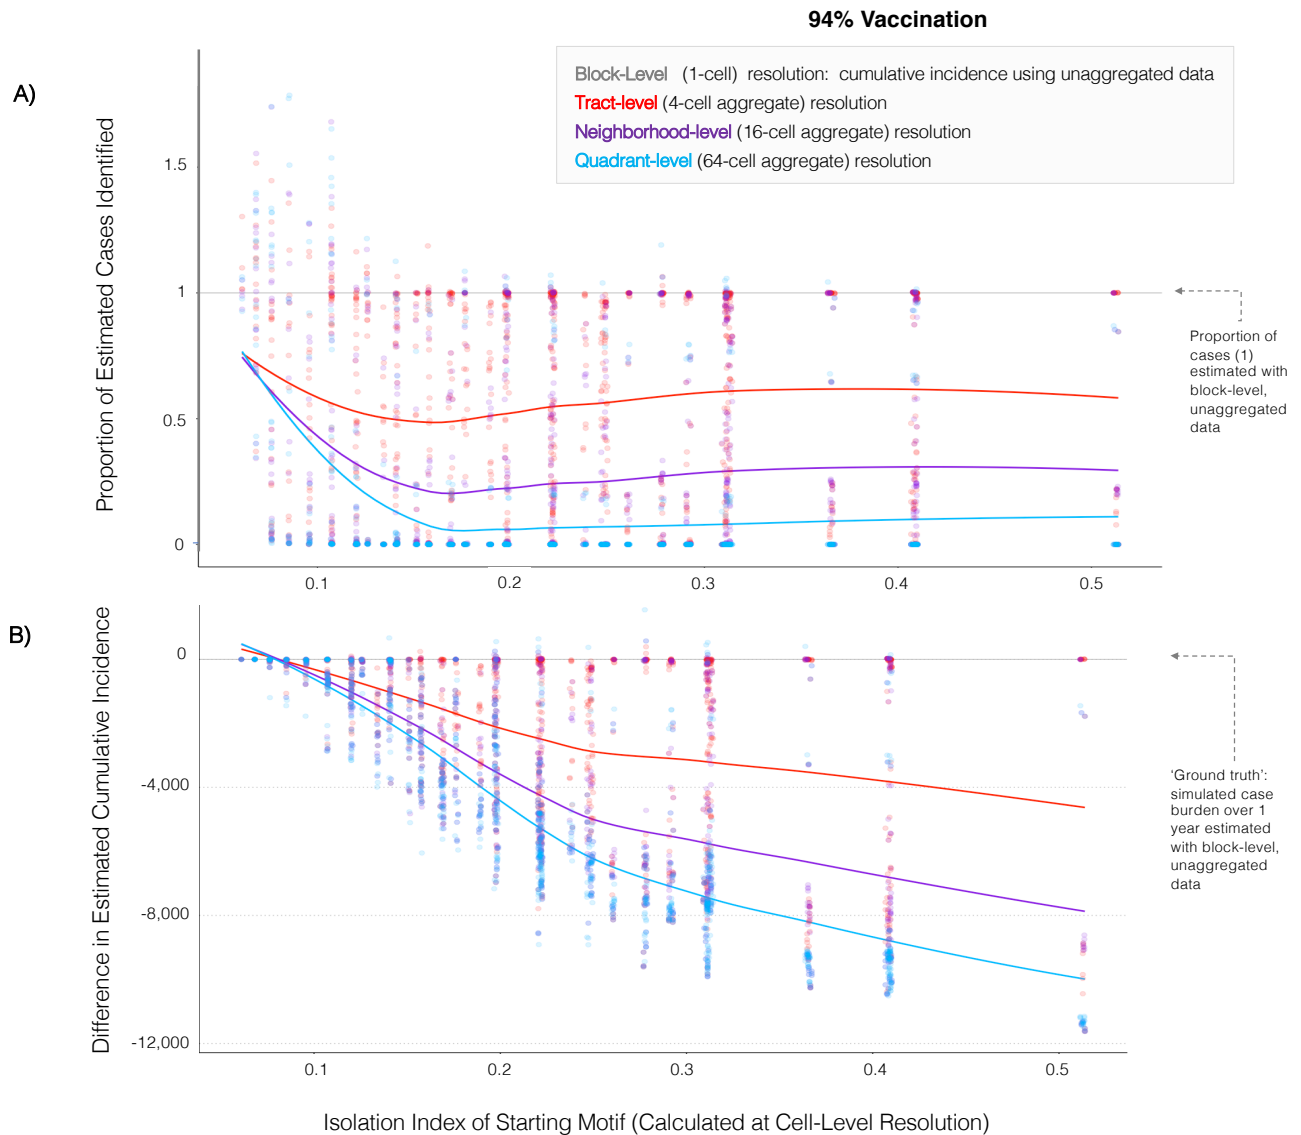 94% Vaccination
A)
Block-Level (1-cell) resolution: cumulative incidence using unaggregated data
Tract-level (4-cell aggregate) resolution
Neighborhood-level (16-cell aggregate) resolution
Quadrant-level (64-cell aggregate) resolution
Proportion of Estimated Cases Identified
1.5
1
0.5
0
0.1
0.2
0.3
0.4
0.5
Proportion of
cases (1)
estimated with
block-level,
unaggregated
data
B)
Difference in Estimated Cumulative Incidence
0
-4,000
-8,000
-12,000
0.1
0.2
0.3
0.4
0.5
'Ground truth':
simulated case
burden over 1
year estimated
with block-level,
unaggregated
data
Isolation Index of Starting Motif (Calculated at Cell-Level Resolution)